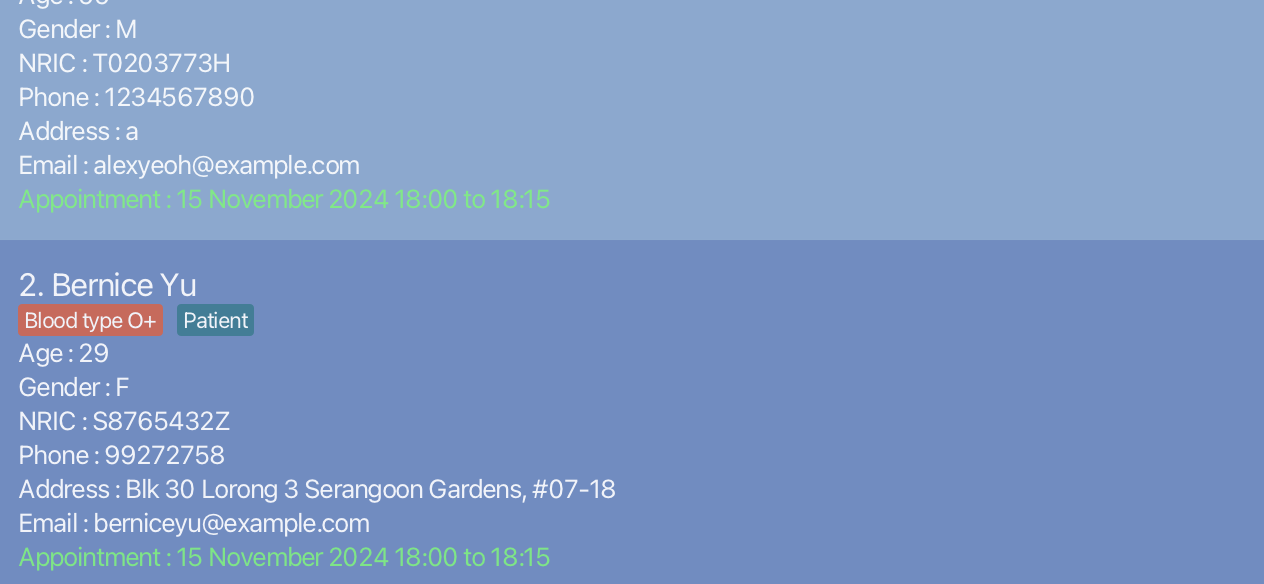 Gender : M
NRIC : T0203773H
Phone : 1234567890
Address : a
Email : alexyeoh@example.com
Appointment : 15 November 2024 18:00 to 18:15
2. Bernice Yu
Blood type O+ Patient
Age : 29
Gender : F
NRIC : S8765432Z
Phone : 99272758
Address : Blk 30 Lorong 3 Serangoon Gardens, #07-18
Email : berniceyu@example.com
Appointment : 15 November 2024 18:00 to 18:15